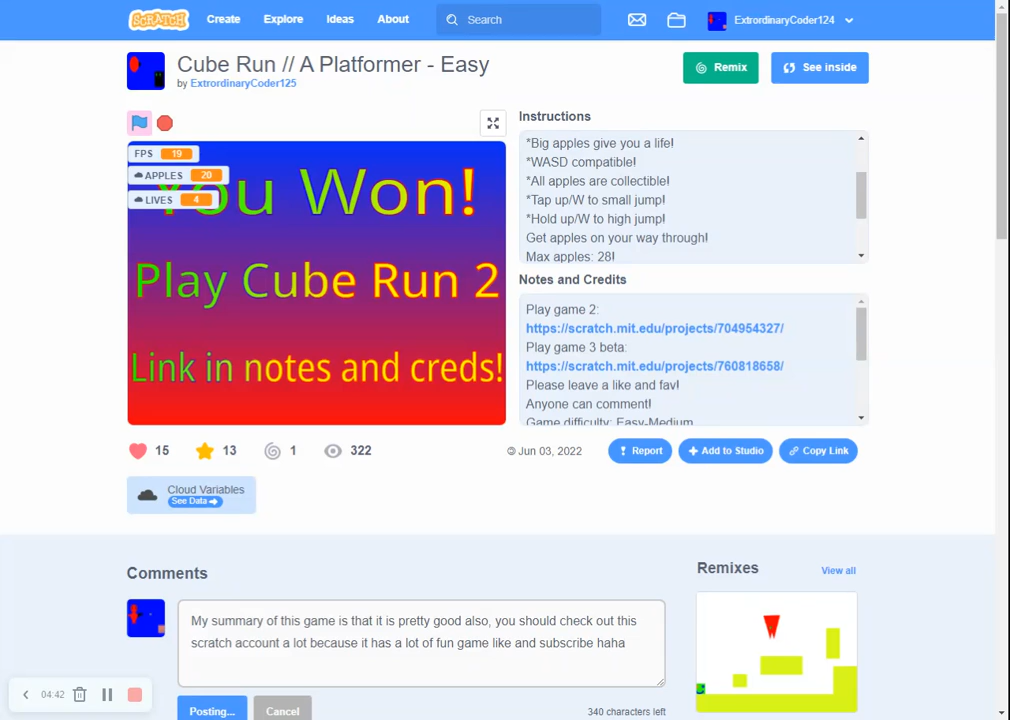 SCRATCH
Create
Explore
Ideas
About
Search
ExtrordinaryCoder124
Cube Run // A Platformer - Easy
by ExtrordinaryCoder125
Remix
See inside
FPS 19
APPLES 20
LIVES 4
You Won!
Play Cube Run 2
Link in notes and creds!
Instructions
*Big apples give you a life!
*WASD compatible!
*All apples are collectible!
*Tap up/W to small jump!
*Hold up/W to high jump!
Get apples on your way through!
Max apples: 28!
Notes and Credits
Play game 2:
https://scratch.mit.edu/projects/704954327/
Play game 3 beta:
https://scratch.mit.edu/projects/760818658/
Please leave a like and fav!
Anyone can comment!
Game difficulty: Easy-Medium
15
13
1
322
© Jun 03, 2022
Report
Add to Studio
Copy Link
Cloud Variables
See Data
Comments
My summary of this game is that it is pretty good also, you should check out this
scratch account a lot because it has a lot of fun game like and subscribe haha
Posting...
Cancel
340 characters left
Remixes
View all
04:42